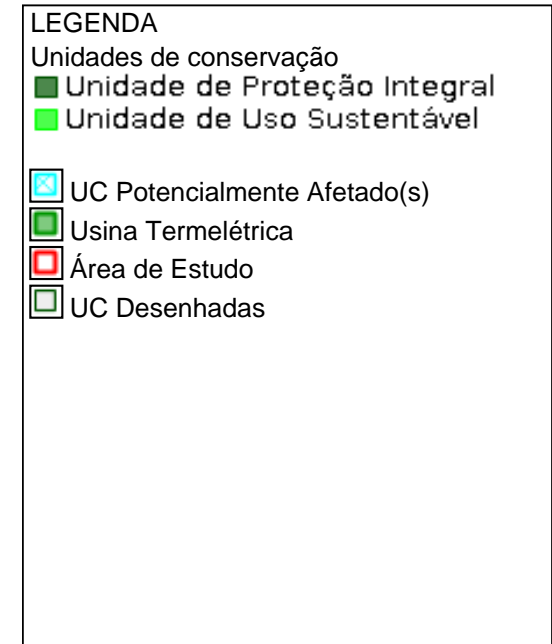 LEGENDA
Unidades de conservação
Unidade de Proteção Integral
Unidade de Uso Sustentável
UC Potencialmente Afetado(s)
Usina Termelétrica
Área de Estudo
UC Desenhadas